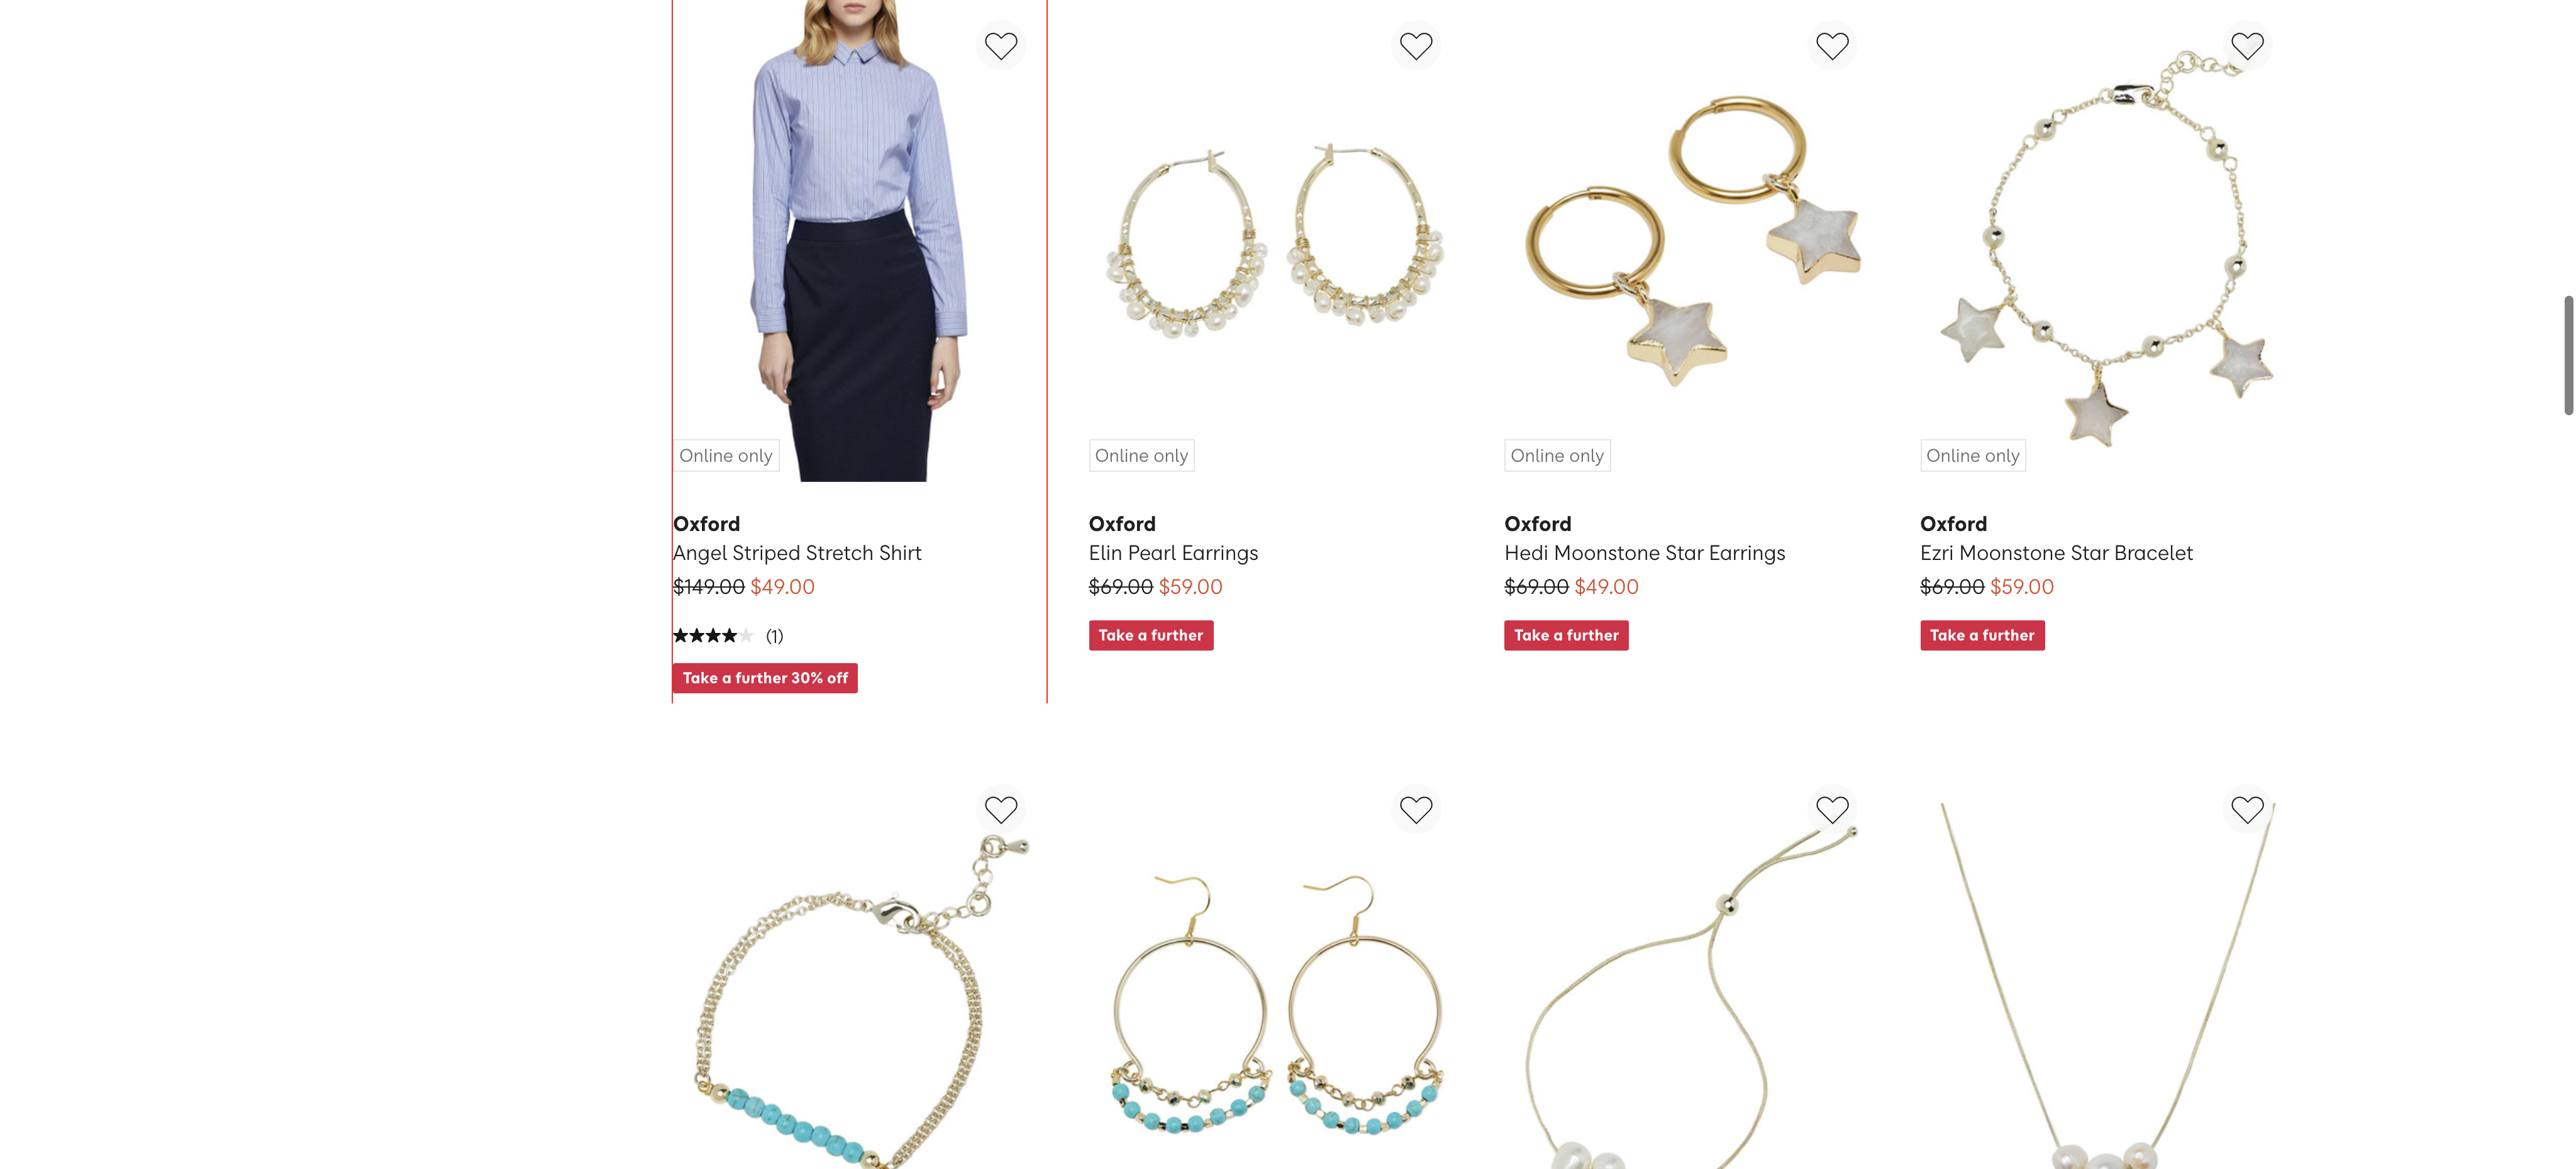 Online only
Oxford
Angel Striped Stretch Shirt
$149.00 $49.00
(1)
Take a further 30% off
Online only
Oxford
Elin Pearl Earrings
$69.00 $59.00
Take a further
Online only
Oxford
Hedi Moonstone Star Earrings
$69.00 $49.00
Take a further
Online only
Oxford
Ezri Moonstone Star Bracelet
$69.00 $59.00
Take a further